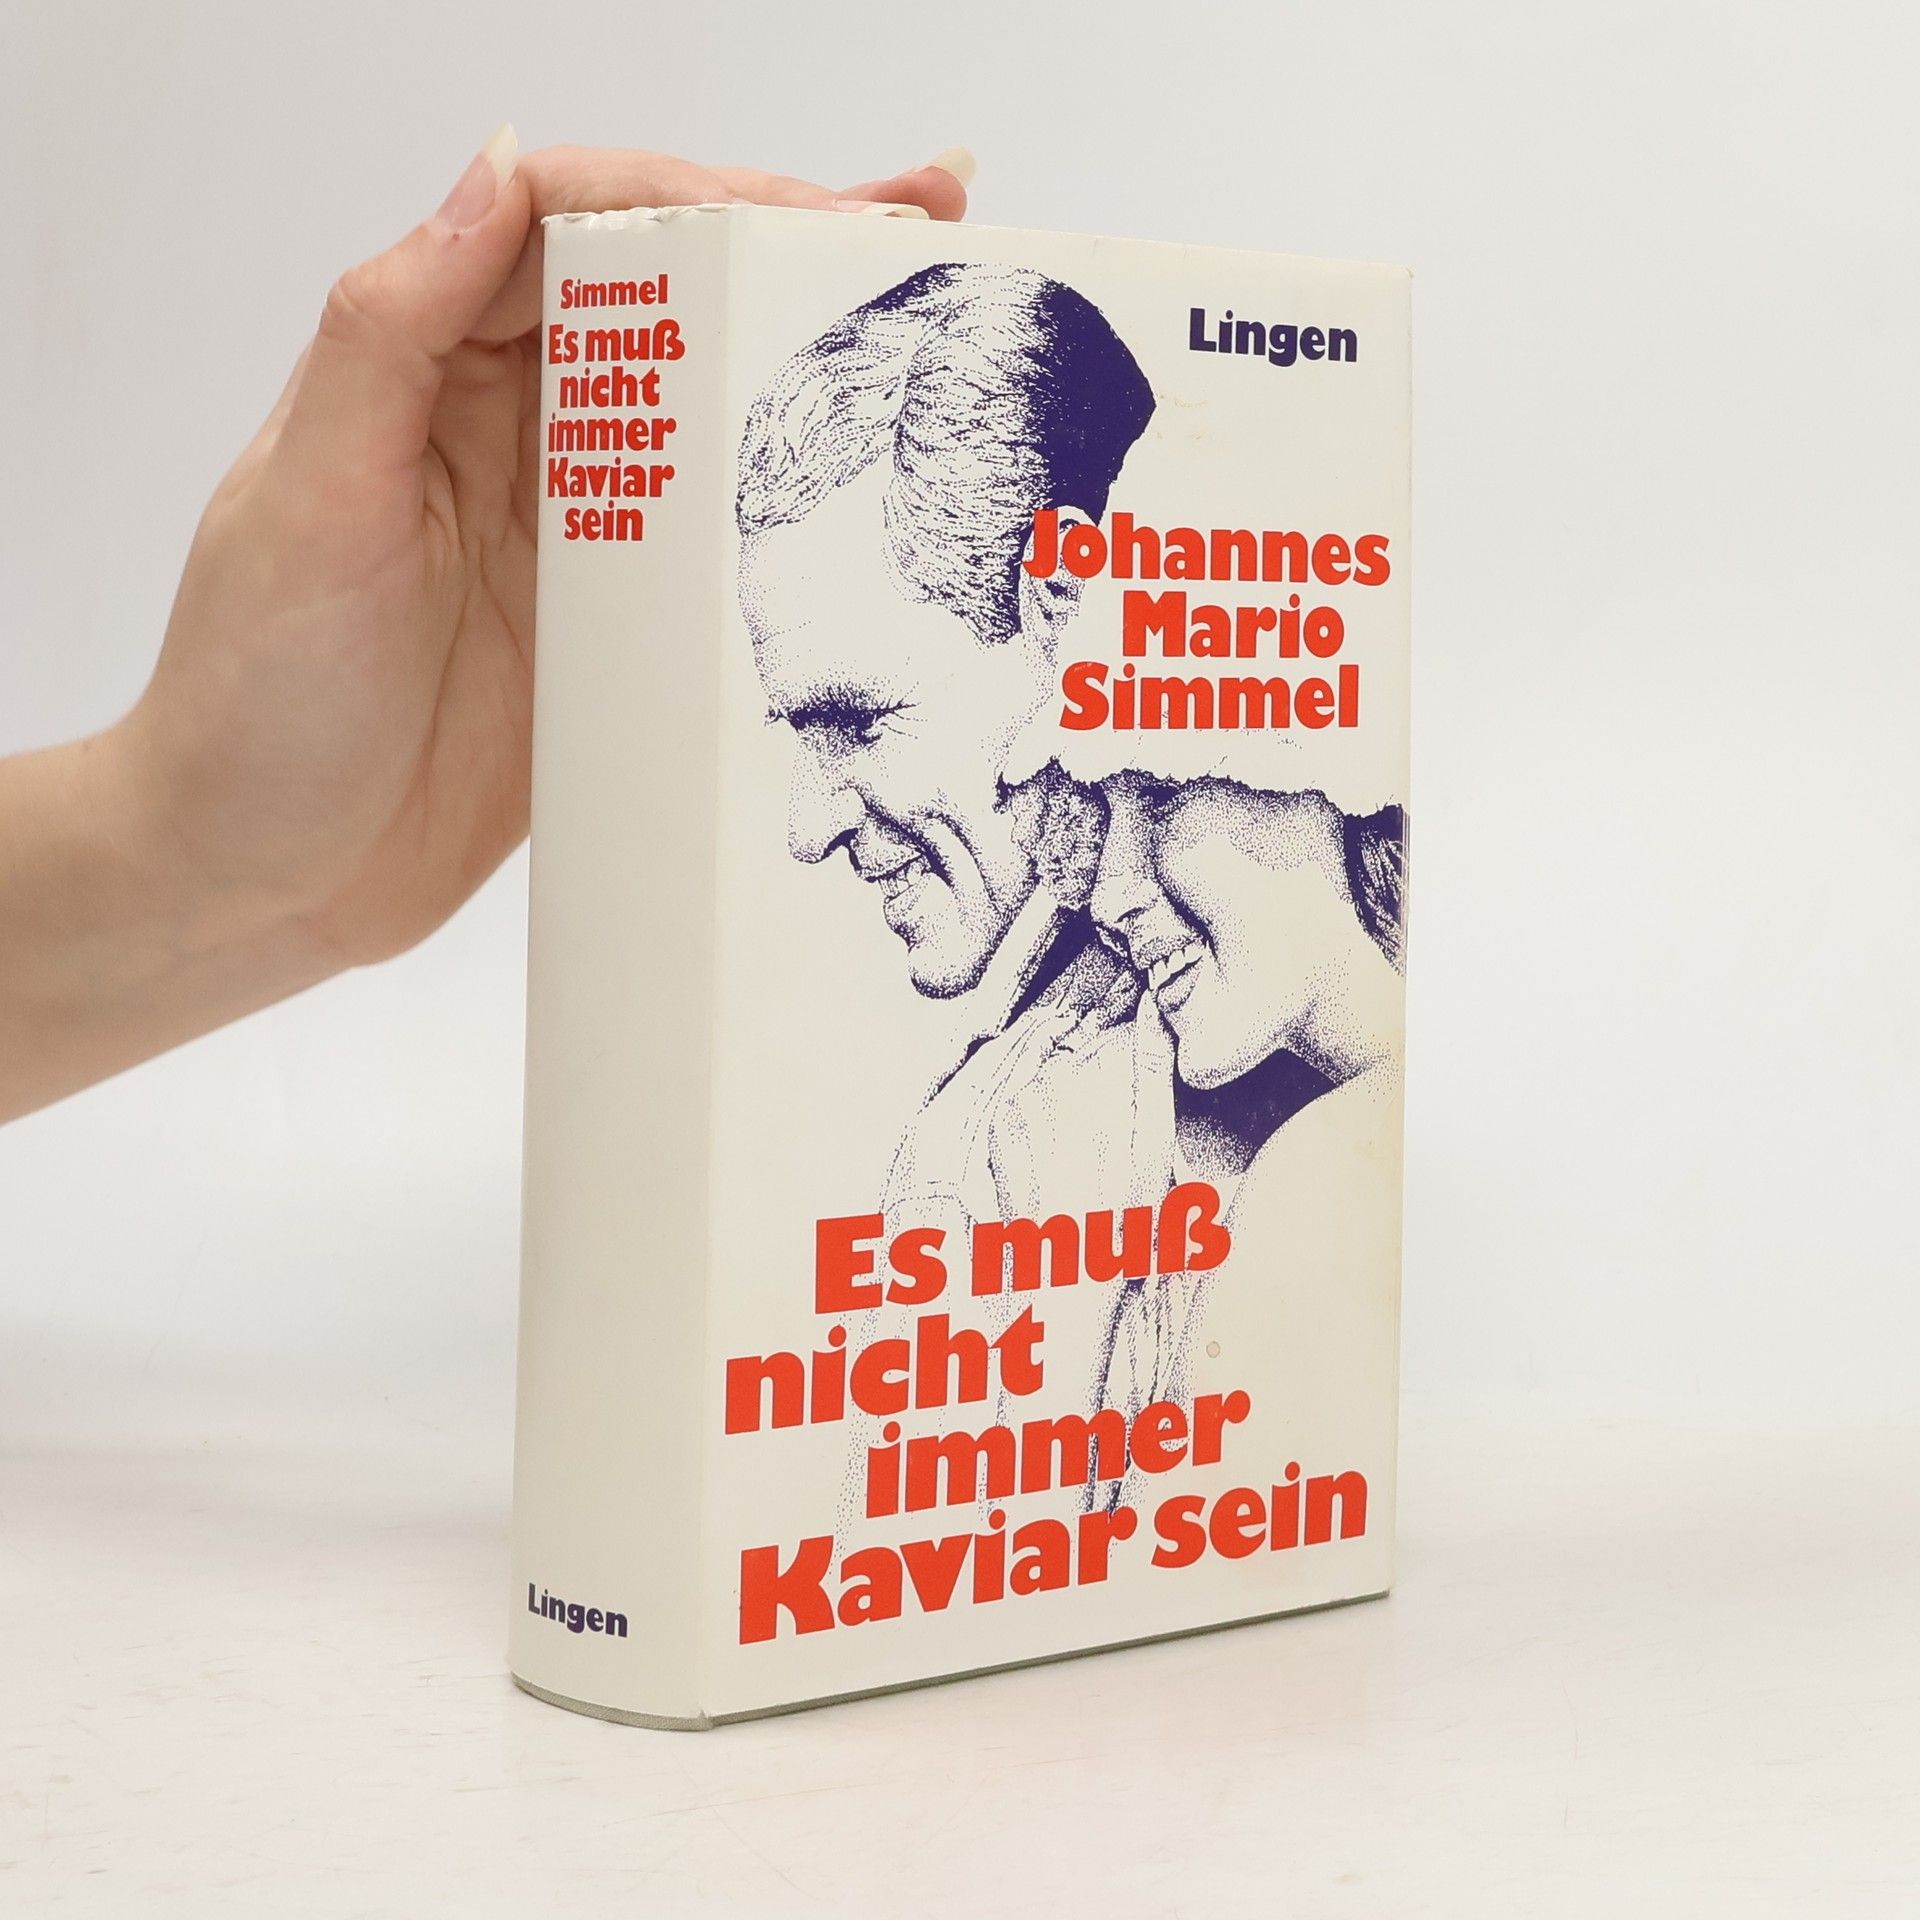 Simmel
Es muß
nicht
immer
Kaviar
sein
Lingen
Lingen
Johannes
Mario
Simmel
Es muß
nicht
immer
Kaviar sein